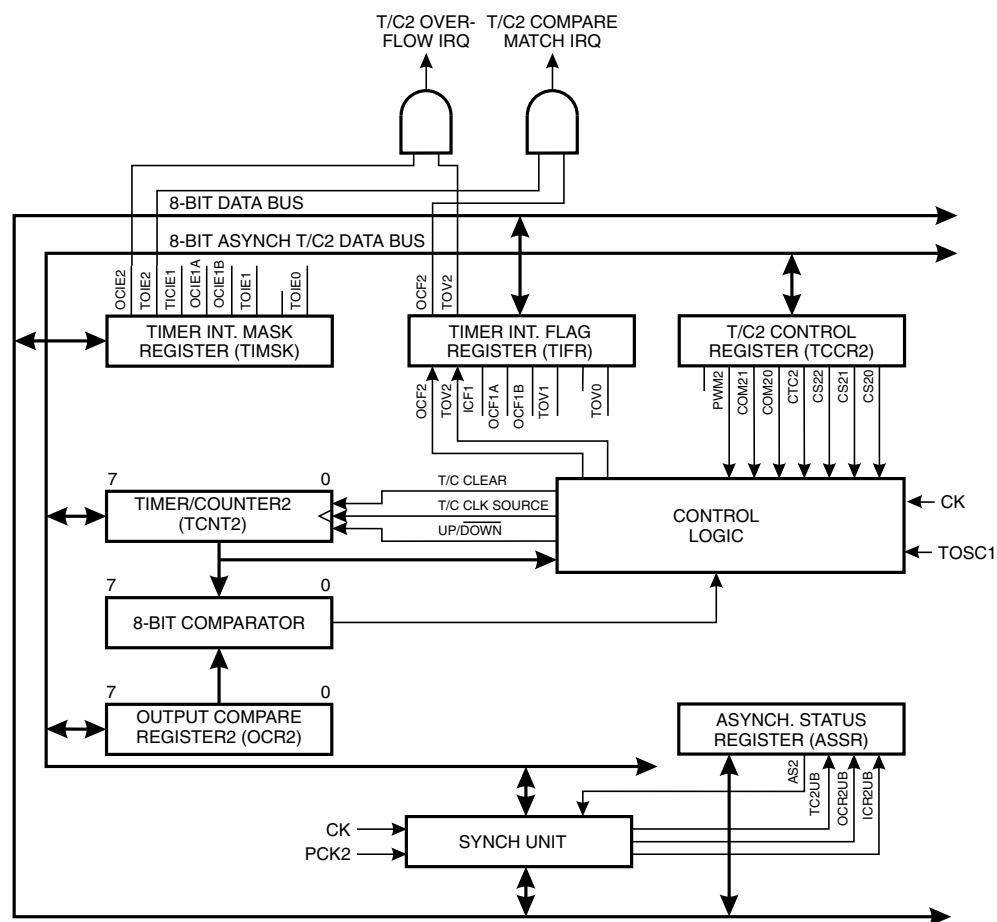 T/C2 OVER-
FLOW IRQ
T/C2 COMPARE
MATCH IRQ
8-BIT DATA BUS
8-BIT ASYNCH T/C2 DATA BUS
OCIE2
TOIE2
TICIE1
OCIE1A
OCIE1B
TOIE1
TOIE0
OCF2
TOV2
TIMER INT. MASK
REGISTER (TIMSK)
TIMER INT. FLAG
REGISTER (TIFR)
T/C2 CONTROL
REGISTER (TCCR2)
OCF2
TOV2
ICF1
OCF1A
OCF1B
TOV1
TOV0
PWM2
COM21
COM20
CTC2
CS22
CS21
CS20
7
0
TIMER/COUNTER2
(TCNT2)
T/C CLEAR
T/C CLK SOURCE
UP/DOWN
CONTROL
LOGIC
CK
TOSC1
7
0
8-BIT COMPARATOR
7
0
OUTPUT COMPARE
REGISTER2 (OCR2)
ASYNCH. STATUS
REGISTER (ASSR)
AS2
TC2UB
OCR2UB
ICR2UB
CK
PCK2
SYNCH UNIT